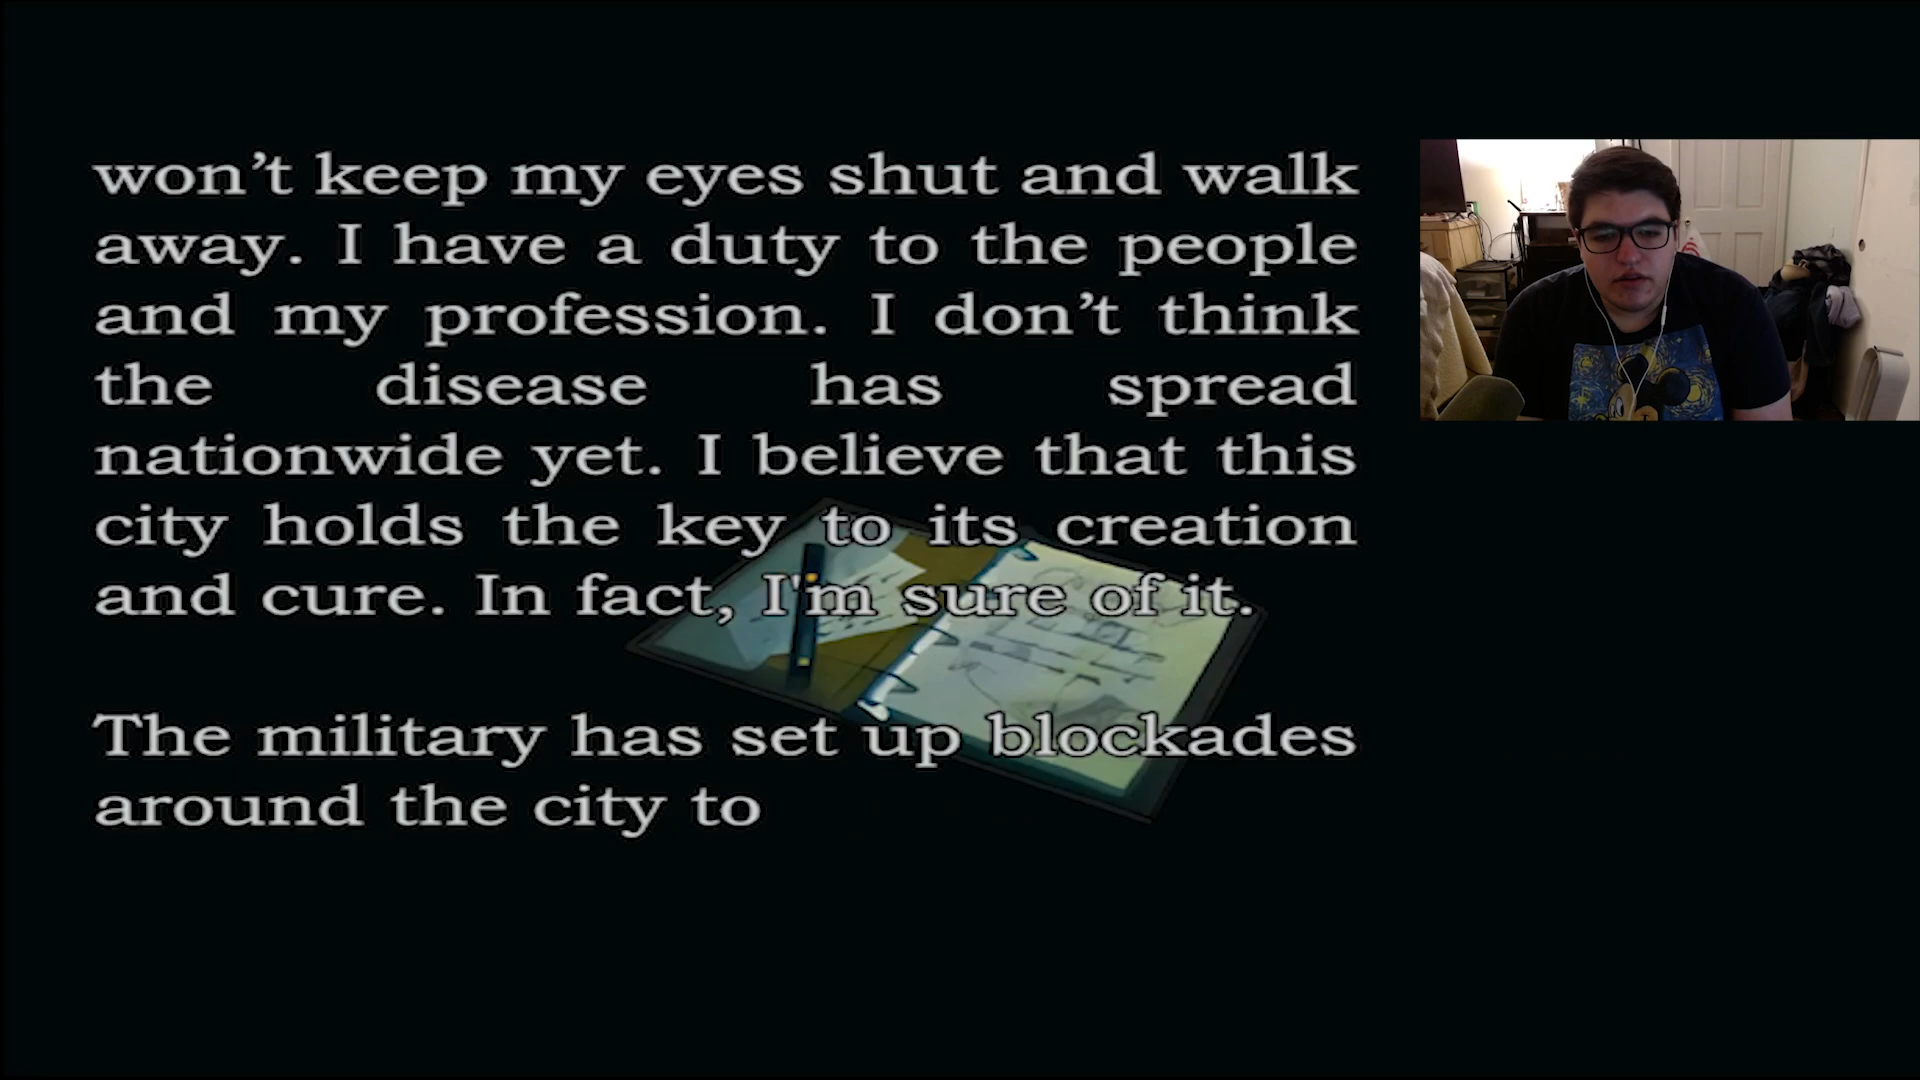 won’t keep my eyes shut and walk
away. I have a duty to the people
and my profession. I don’t think
the disease has spread
nationwide yet. I believe that this
city holds the key to its creation
and cure. In fact, I'm sure of it.
The military has set up blockades
around the city to